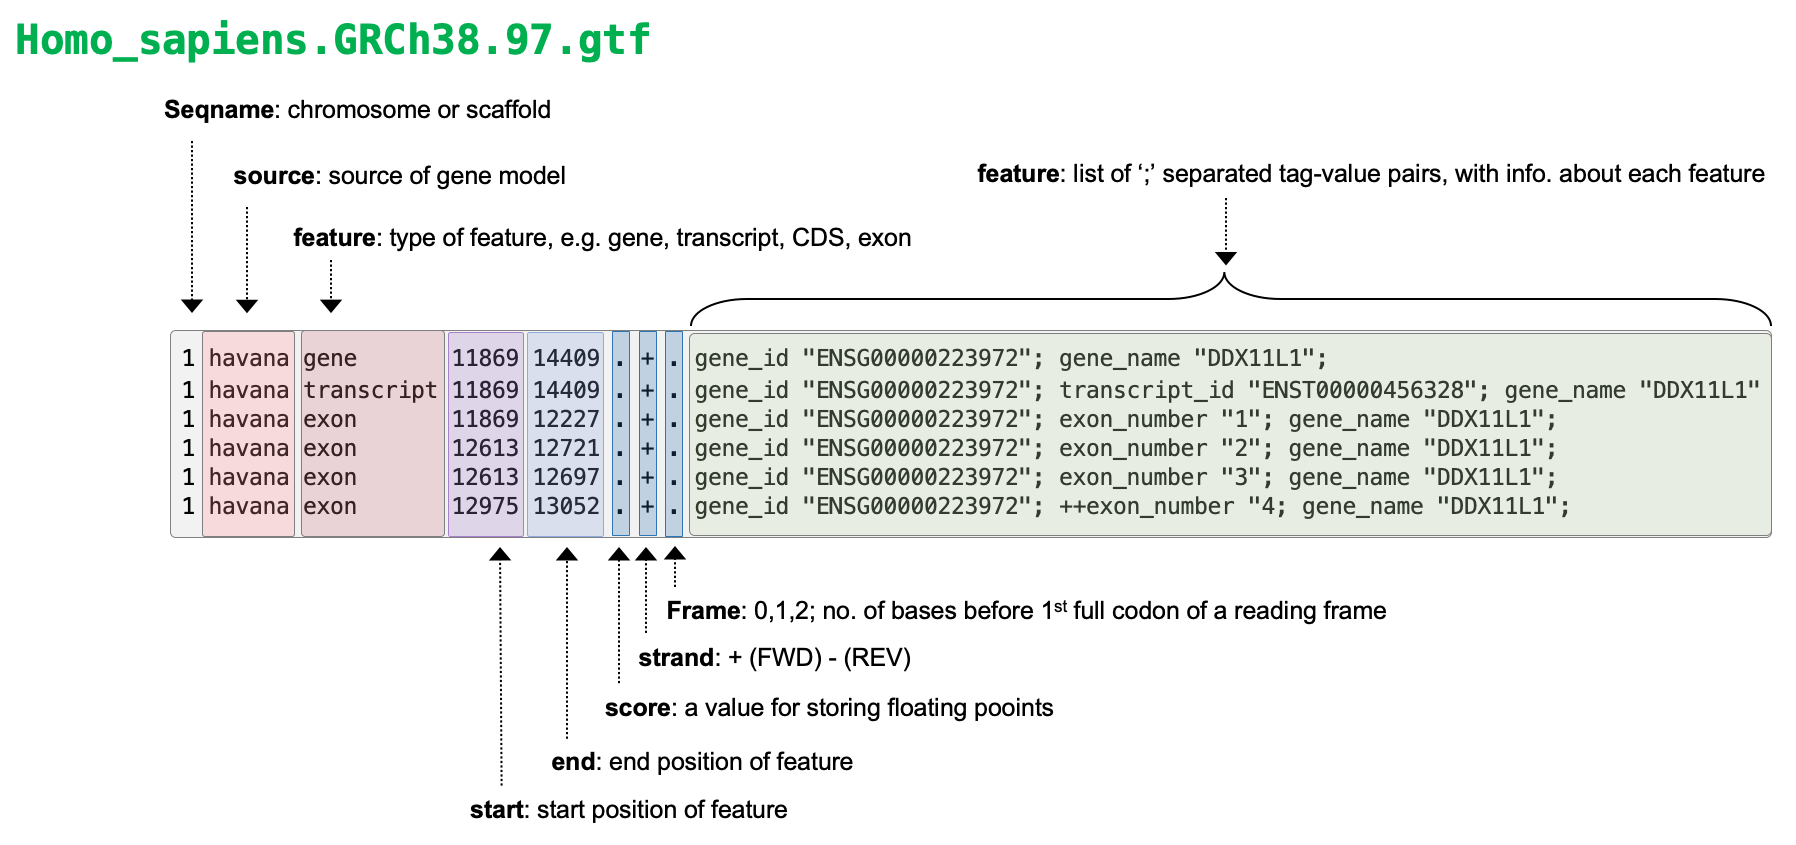 Homo_sapiens.GRCh38.97.gtf
Seqname: chromosome or scaffold
source: source of gene model
feature: list of ‘;’ separated tag-value pairs, with info. about each feature
feature: type of feature, e.g. gene, transcript, CDS, exon
1 havana gene 11869 14409 . + . gene_id "ENSG00000223972"; gene_name "DDX11L1";
1 havana transcript 11869 14409 . + . gene_id "ENSG00000223972"; transcript_id "ENST00000456328"; gene_name "DDX11L1"
1 havana exon 11869 12227 . + . gene_id "ENSG00000223972"; exon_number "1"; gene_name "DDX11L1";
1 havana exon 12613 12721 . + . gene_id "ENSG00000223972"; exon_number "2"; gene_name "DDX11L1";
1 havana exon 12613 12697 . + . gene_id "ENSG00000223972"; exon_number "3"; gene_name "DDX11L1";
1 havana exon 12975 13052 . + . gene_id "ENSG00000223972"; ++exon_number "4; gene_name "DDX11L1";
Frame: 0,1,2; no. of bases before 1st full codon of a reading frame
strand: + (FWD) - (REV)
score: a value for storing floating pooints
end: end position of feature
start: start position of feature